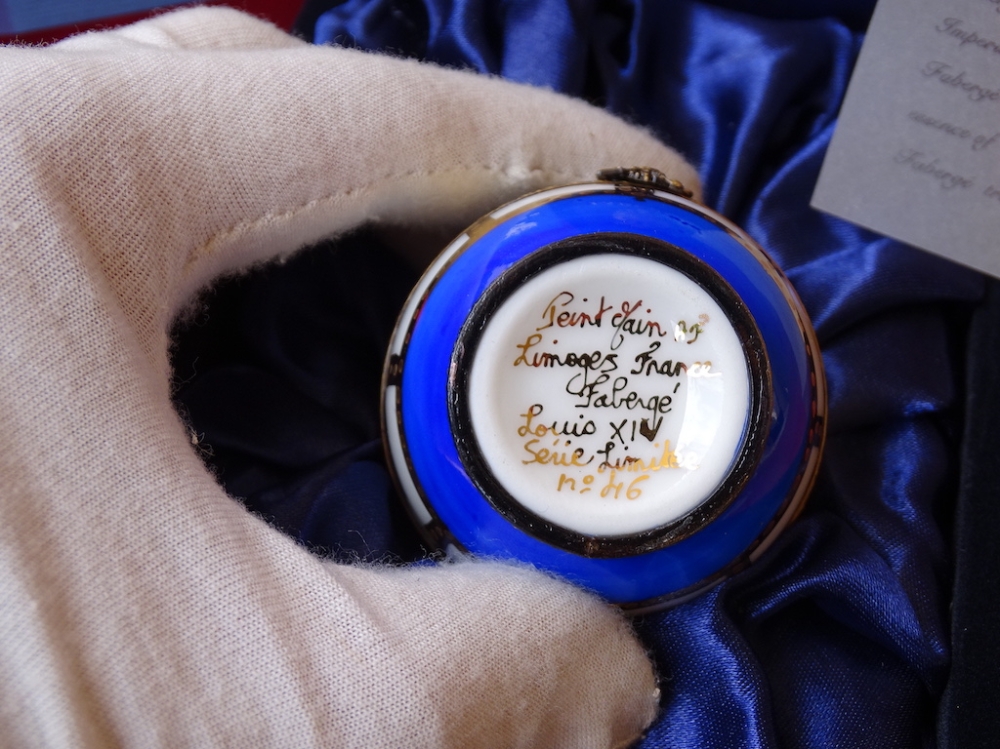 Peint main
Limoges France
Fabergé
Louis XIV
Série Limitée
nº 46
Fabergé
essence of
Fabergé